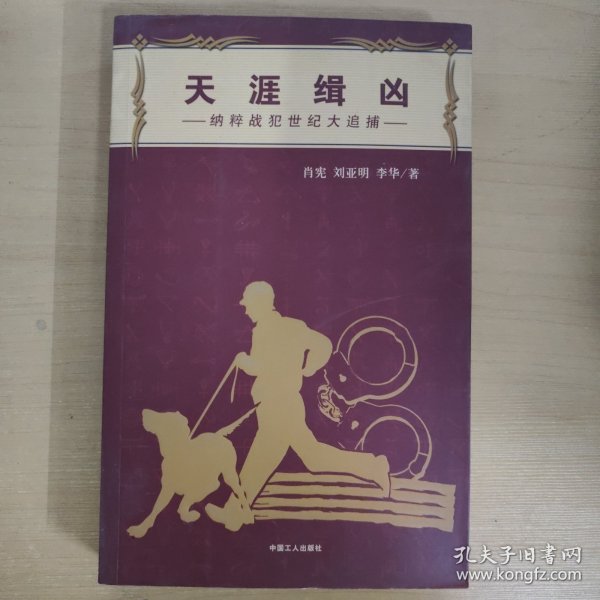 天涯缉凶
——纳粹战犯世纪大追捕——
肖宪 刘亚明 李华/著
中国工人出版社
孔夫子旧书网
www.kongfz.com